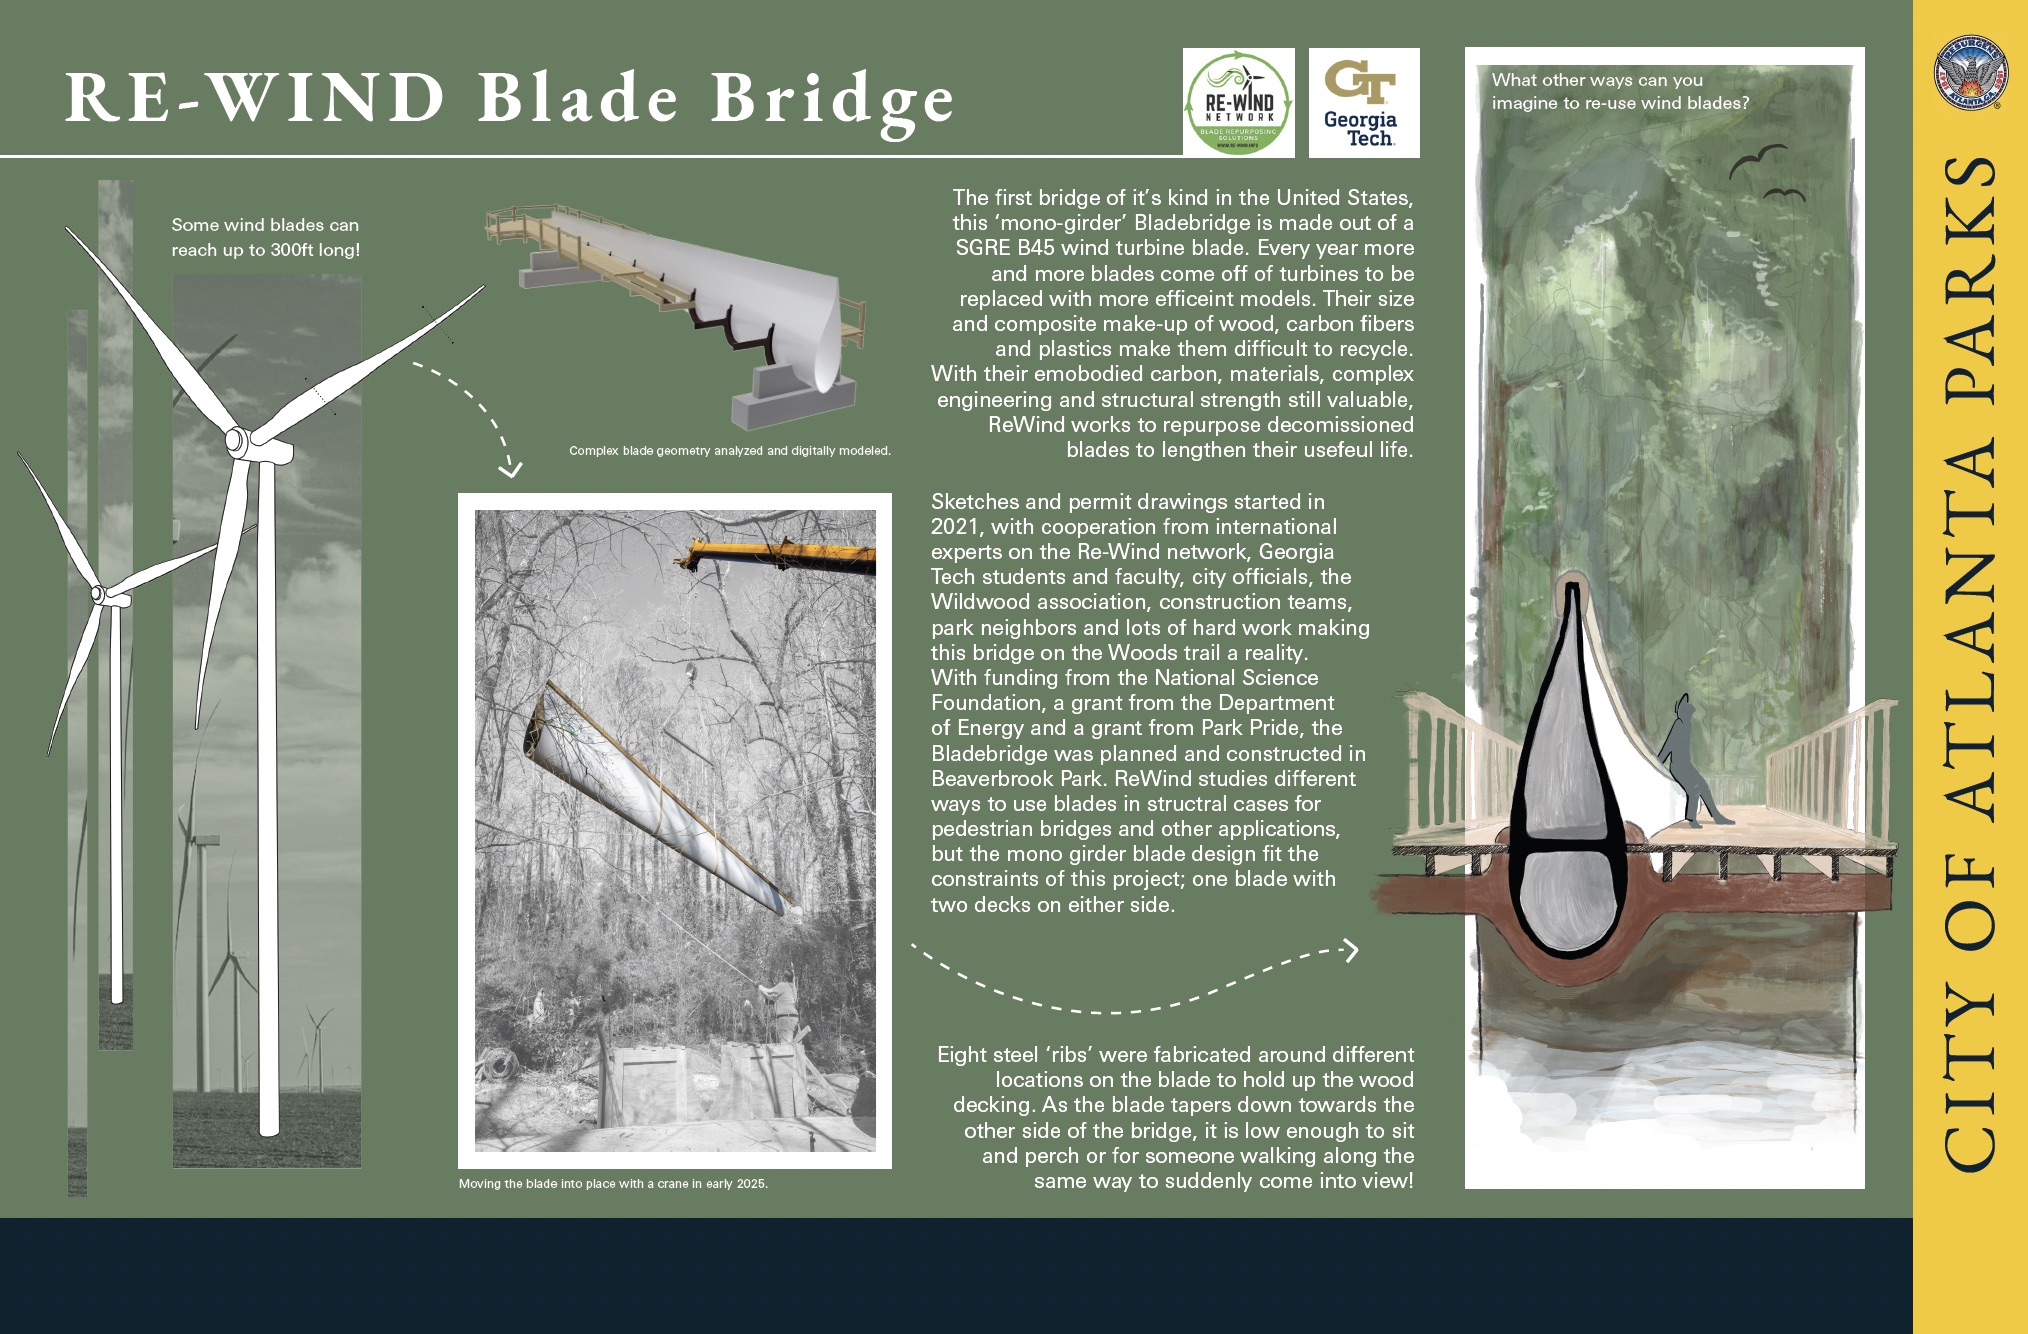 RE-WIND Blade Bridge
RE-WIND
NETWORK
BLADE REPURPOSING
SOLUTIONS
WWW.RE-WIND.INFO
GT
Georgia
Tech
What other ways can you
imagine to re-use wind blades?
RESURGENS
ATLANTA, GA.
1847
1865
CITY OF ATLANTA PARKS
Some wind blades can
reach up to 300ft long!
Complex blade geometry analyzed and digitally modeled.
The first bridge of it's kind in the United States,
this 'mono-girder' Bladebridge is made out of a
SGRE B45 wind turbine blade. Every year more
and more blades come off of turbines to be
replaced with more efficeint models. Their size
and composite make-up of wood, carbon fibers
and plastics make them difficult to recycle.
With their emobodied carbon, materials, complex
engineering and structural strength still valuable,
ReWind works to repurpose decomissioned
blades to lengthen their usefeul life.
Sketches and permit drawings started in
2021, with cooperation from international
experts on the Re-Wind network, Georgia
Tech students and faculty, city officials, the
Wildwood association, construction teams,
park neighbors and lots of hard work making
this bridge on the Woods trail a reality.
With funding from the National Science
Foundation, a grant from the Department
of Energy and a grant from Park Pride, the
Bladebridge was planned and constructed in
Beaverbrook Park. ReWind studies different
ways to use blades in structral cases for
pedestrian bridges and other applications,
but the mono girder blade design fit the
constraints of this project; one blade with
two decks on either side.
Eight steel 'ribs' were fabricated around different
locations on the blade to hold up the wood
decking. As the blade tapers down towards the
other side of the bridge, it is low enough to sit
and perch or for someone walking along the
same way to suddenly come into view!
Moving the blade into place with a crane in early 2025.